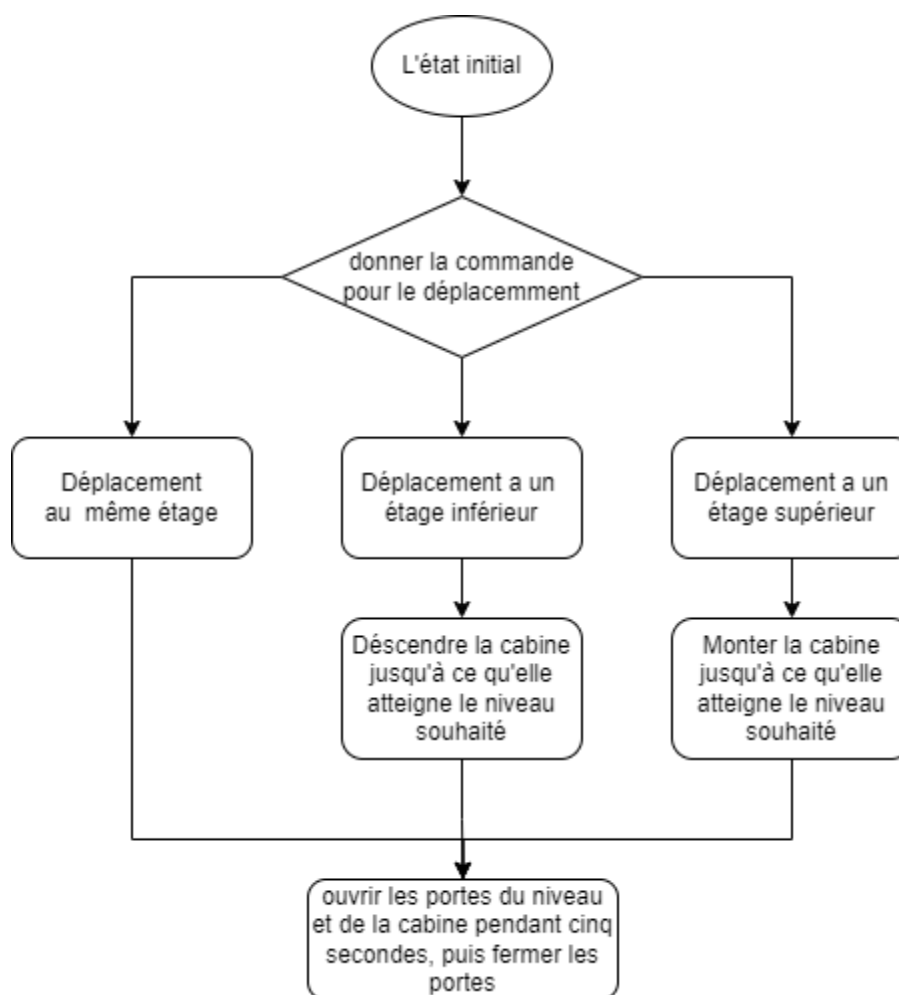 L'état initial
donner la commande
pour le déplacemment
Déplacement
au même étage
Déplacement a un
étage inférieur
Déplacement a un
étage supérieur
Déscendre la cabine
jusqu'à ce qu'elle
atteigne le niveau
souhaité
Monter la cabine
jusqu'à ce qu'elle
atteigne le niveau
souhaité
ouvrir les portes du niveau
et de la cabine pendant cinq
secondes, puis fermer les
portes